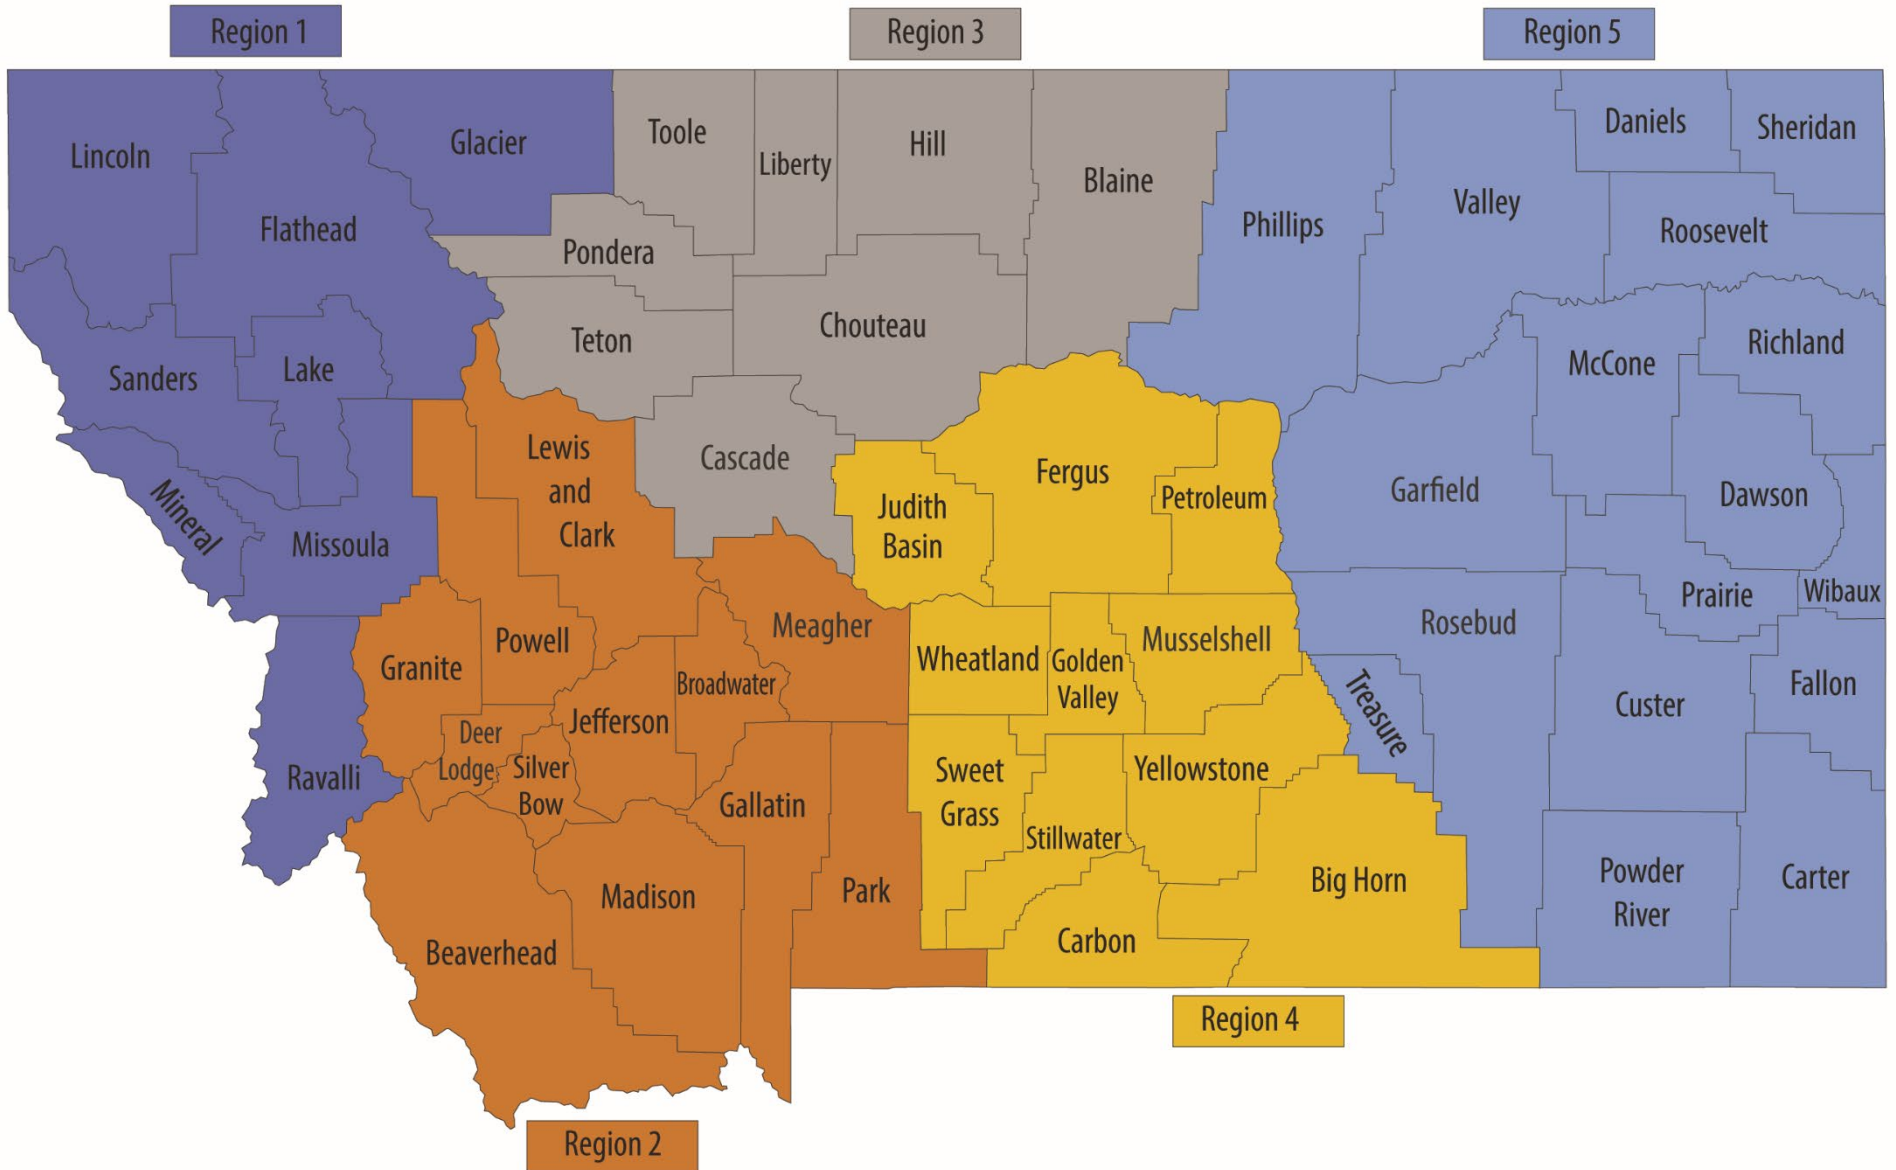 Region 1
Region 3
Region 5
Lincoln
Flathead
Glacier
Toole
Liberty
Hill
Blaine
Phillips
Valley
Daniels
Sheridan
Roosevelt
Pondera
Teton
Chouteau
Sanders
Lake
McCone
Richland
Mineral
Missoula
Lewis
and
Clark
Cascade
Judith
Basin
Fergus
Petroleum
Garfield
Dawson
Prairie
Wibaux
Granite
Powell
Meagher
Wheatland
Golden
Valley
Musselshell
Rosebud
Treasure
Custer
Fallon
Ravalli
Deer
Lodge
Silver
Bow
Jefferson
Broadwater
Gallatin
Sweet
Grass
Stillwater
Yellowstone
Beaverhead
Madison
Park
Carbon
Big Horn
Powder
River
Carter
Region 4
Region 2